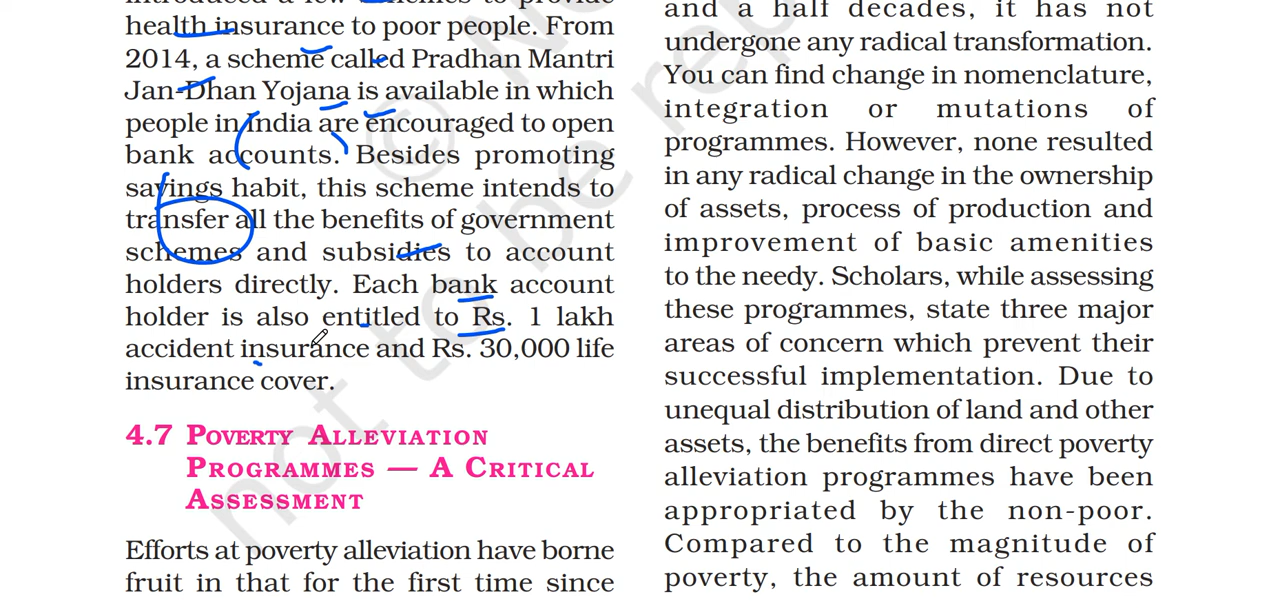 introduced a few schemes to provide
health insurance to poor people. From
2014, a scheme called Pradhan Mantri
Jan-Dhan Yojana is available in which
people in India are encouraged to open
bank accounts. Besides promoting
savings habit, this scheme intends to
transfer all the benefits of government
schemes and subsidies to account
holders directly. Each bank account
holder is also entitled to Rs. 1 lakh
accident insurance and Rs. 30,000 life
insurance cover.
4.7 POVERTY ALLEVIATION
PROGRAMMES — A CRITICAL
ASSESSMENT
Efforts at poverty alleviation have borne
fruit in that for the first time since
and a half decades, it has not
undergone any radical transformation.
You can find change in nomenclature,
integration or mutations of
programmes. However, none resulted
in any radical change in the ownership
of assets, process of production and
improvement of basic amenities
to the needy. Scholars, while assessing
these programmes, state three major
areas of concern which prevent their
successful implementation. Due to
unequal distribution of land and other
assets, the benefits from direct poverty
alleviation programmes have been
appropriated by the non-poor.
Compared to the magnitude of
poverty, the amount of resources
not to be rep
© N